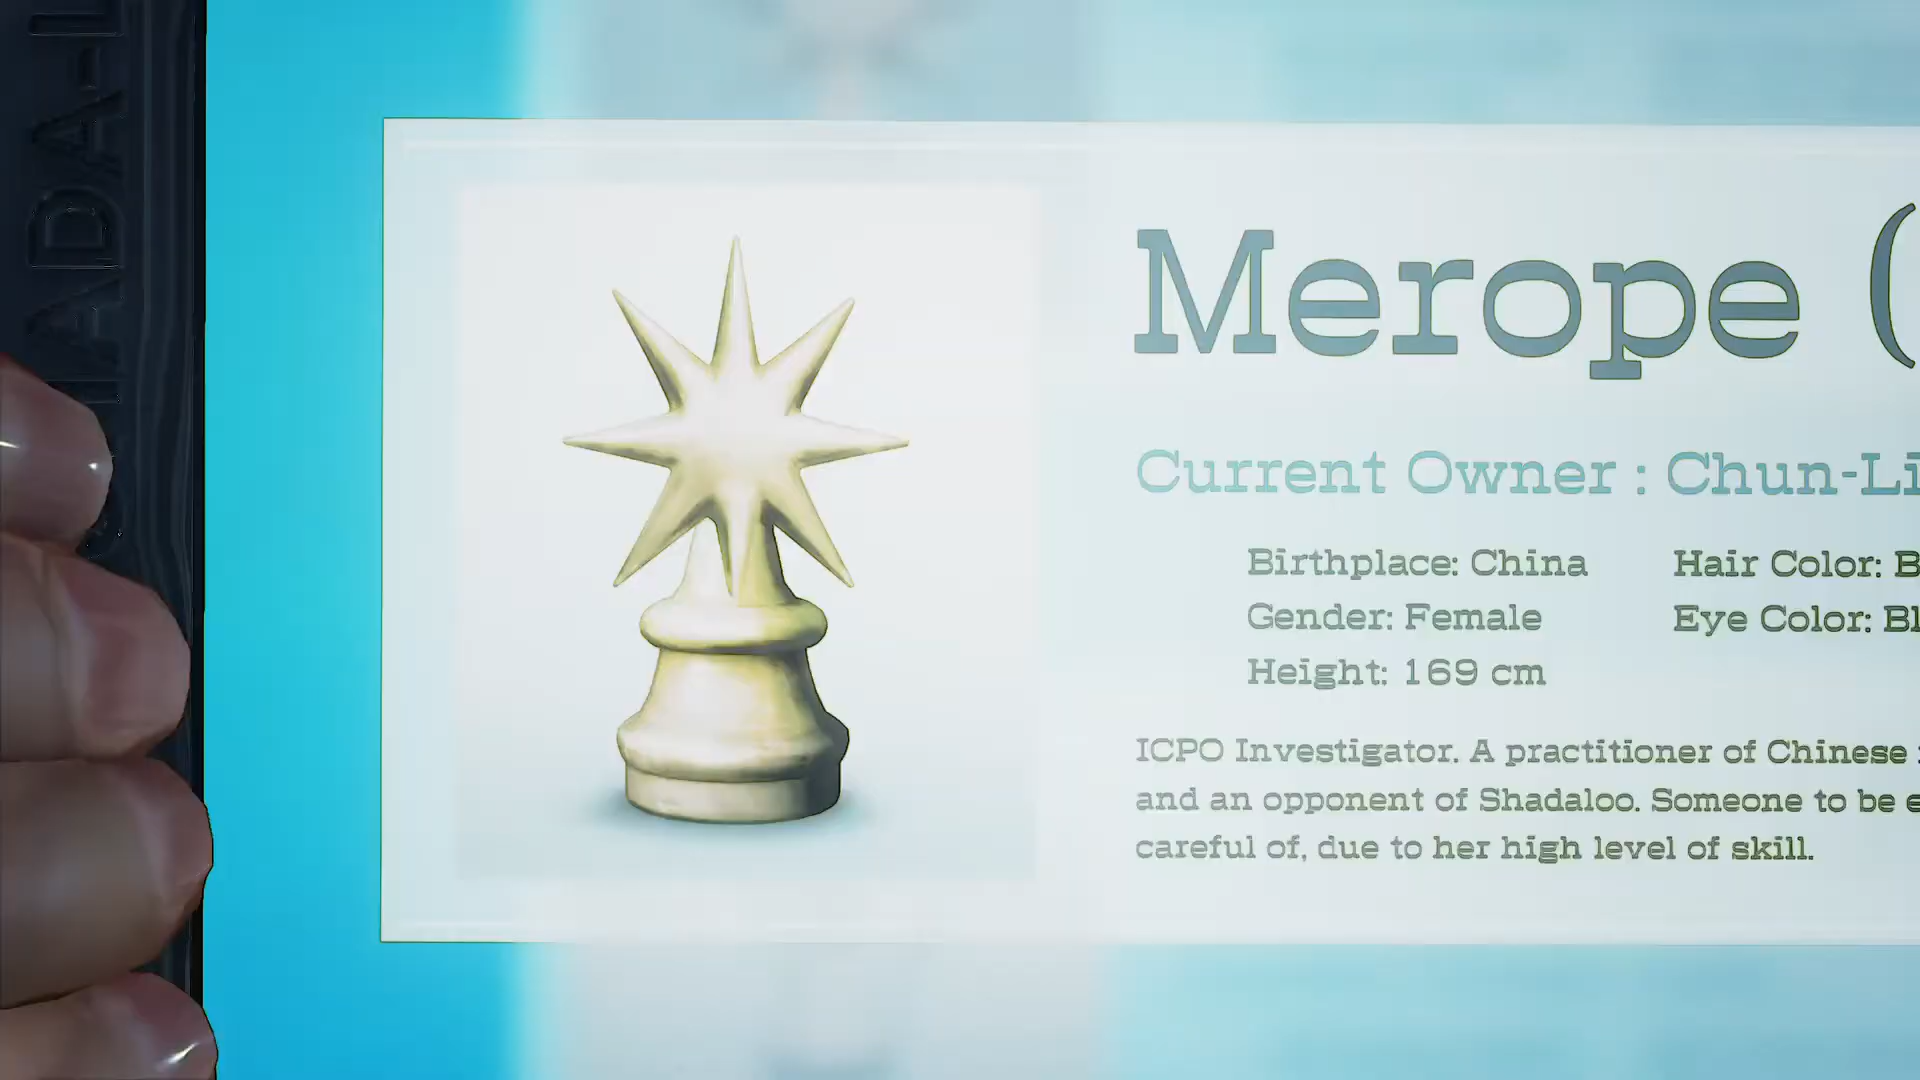 Merope (
Current Owner : Chun-Li
Birthplace: China
Hair Color: B
Gender: Female
Eye Color: Bl
Height: 169 cm
ICPO Investigator. A practitioner of Chinese
and an opponent of Shadaloo. Someone to be e
careful of, due to her high level of skill.